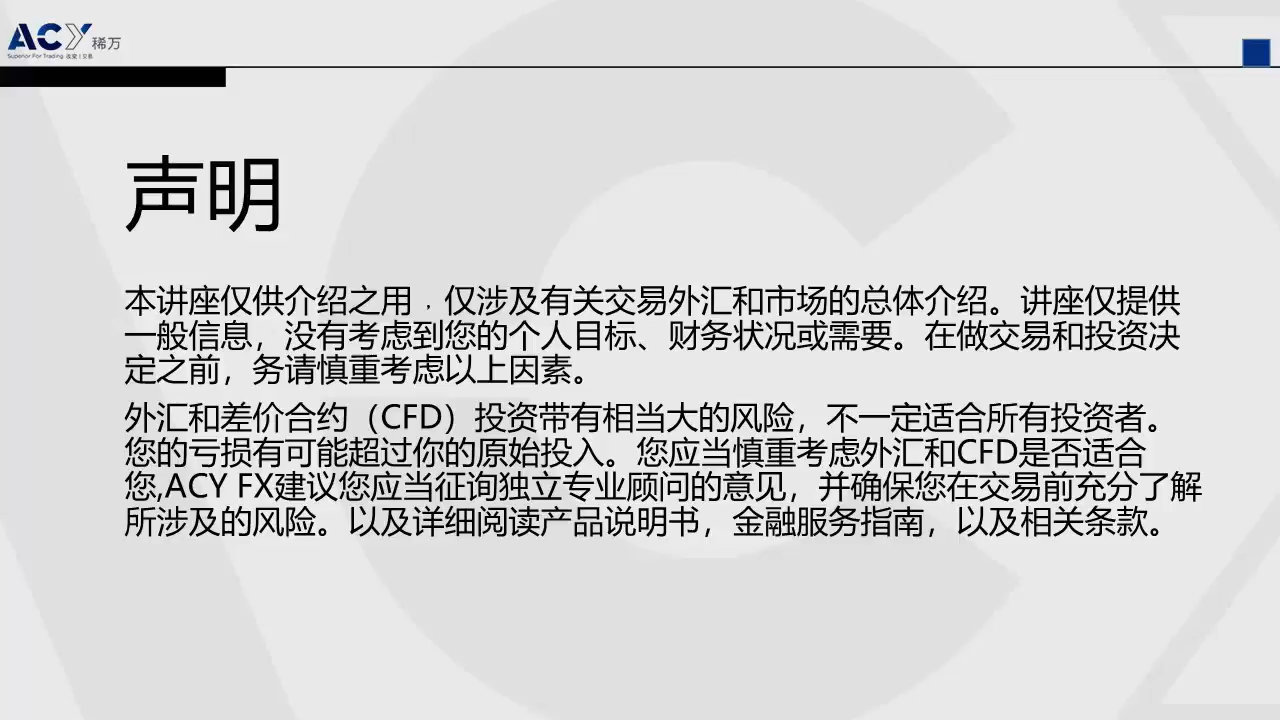 ACY 稀万
Superior For Trading 改变 | 交易
声明
本讲座仅供介绍之用，仅涉及有关交易外汇和市场的总体介绍。讲座仅提供
一般信息，没有考虑到您的个人目标、财务状况或需要。在做交易和投资决
定之前，务请慎重考虑以上因素。
外汇和差价合约（CFD）投资带有相当大的风险，不一定适合所有投资者。
您的亏损有可能超过你的原始投入。您应当慎重考虑外汇和CFD是否适合
您,ACY FX建议您应当征询独立专业顾问的意见，并确保您在交易前充分了解
所涉及的风险。以及详细阅读产品说明书，金融服务指南，以及相关条款。